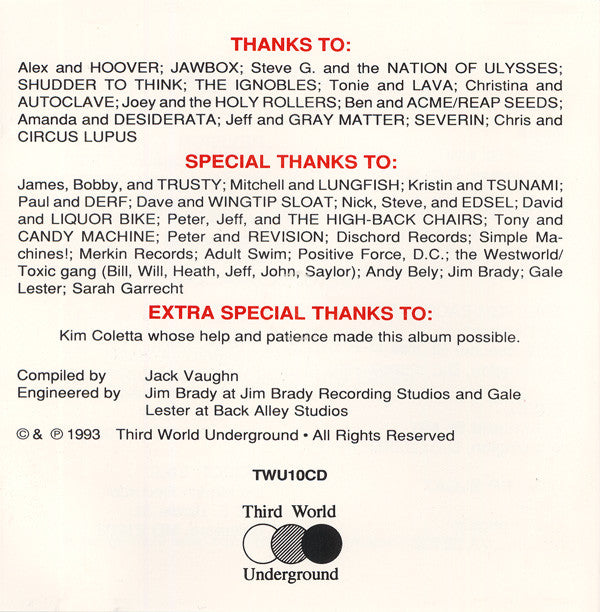 THANKS TO:
Alex and HOOVER; JAWBOX; Steve G. and the NATION OF ULYSSES;
SHUDDER TO THINK; THE IGNOBLES; Tonie and LAVA; Christina and
AUTOCLAVE; Joey and the HOLY ROLLERS; Ben and ACME/REAP SEEDS;
Amanda and DESIDERATA; Jeff and GRAY MATTER; SEVERIN; Chris and
CIRCUS LUPUS
SPECIAL THANKS TO:
James, Bobby, and TRUSTY; Mitchell and LUNGFISH; Kristin and TSUNAMI;
Paul and DERF; Dave and WINGTIP SLOAT; Nick, Steve, and EDSEL; David
and LIQUOR BIKE; Peter, Jeff, and THE HIGH-BACK CHAIRS; Tony and
CANDY MACHINE; Peter and REVISION; Dischord Records; Simple Ma-
chines!; Merkin Records; Adult Swim; Positive Force, D.C.; the Westworld/
Toxic gang (Bill, Will, Heath, Jeff, John, Saylor); Andy Bely; Jim Brady; Gale
Lester; Sarah Garrecht
EXTRA SPECIAL THANKS TO:
Kim Coletta whose help and patience made this album possible.
Compiled by Jack Vaughn
Engineered by Jim Brady at Jim Brady Recording Studios and Gale
Lester at Back Alley Studios
© & ℗ 1993 Third World Underground • All Rights Reserved
TWU10CD
Third World
Underground